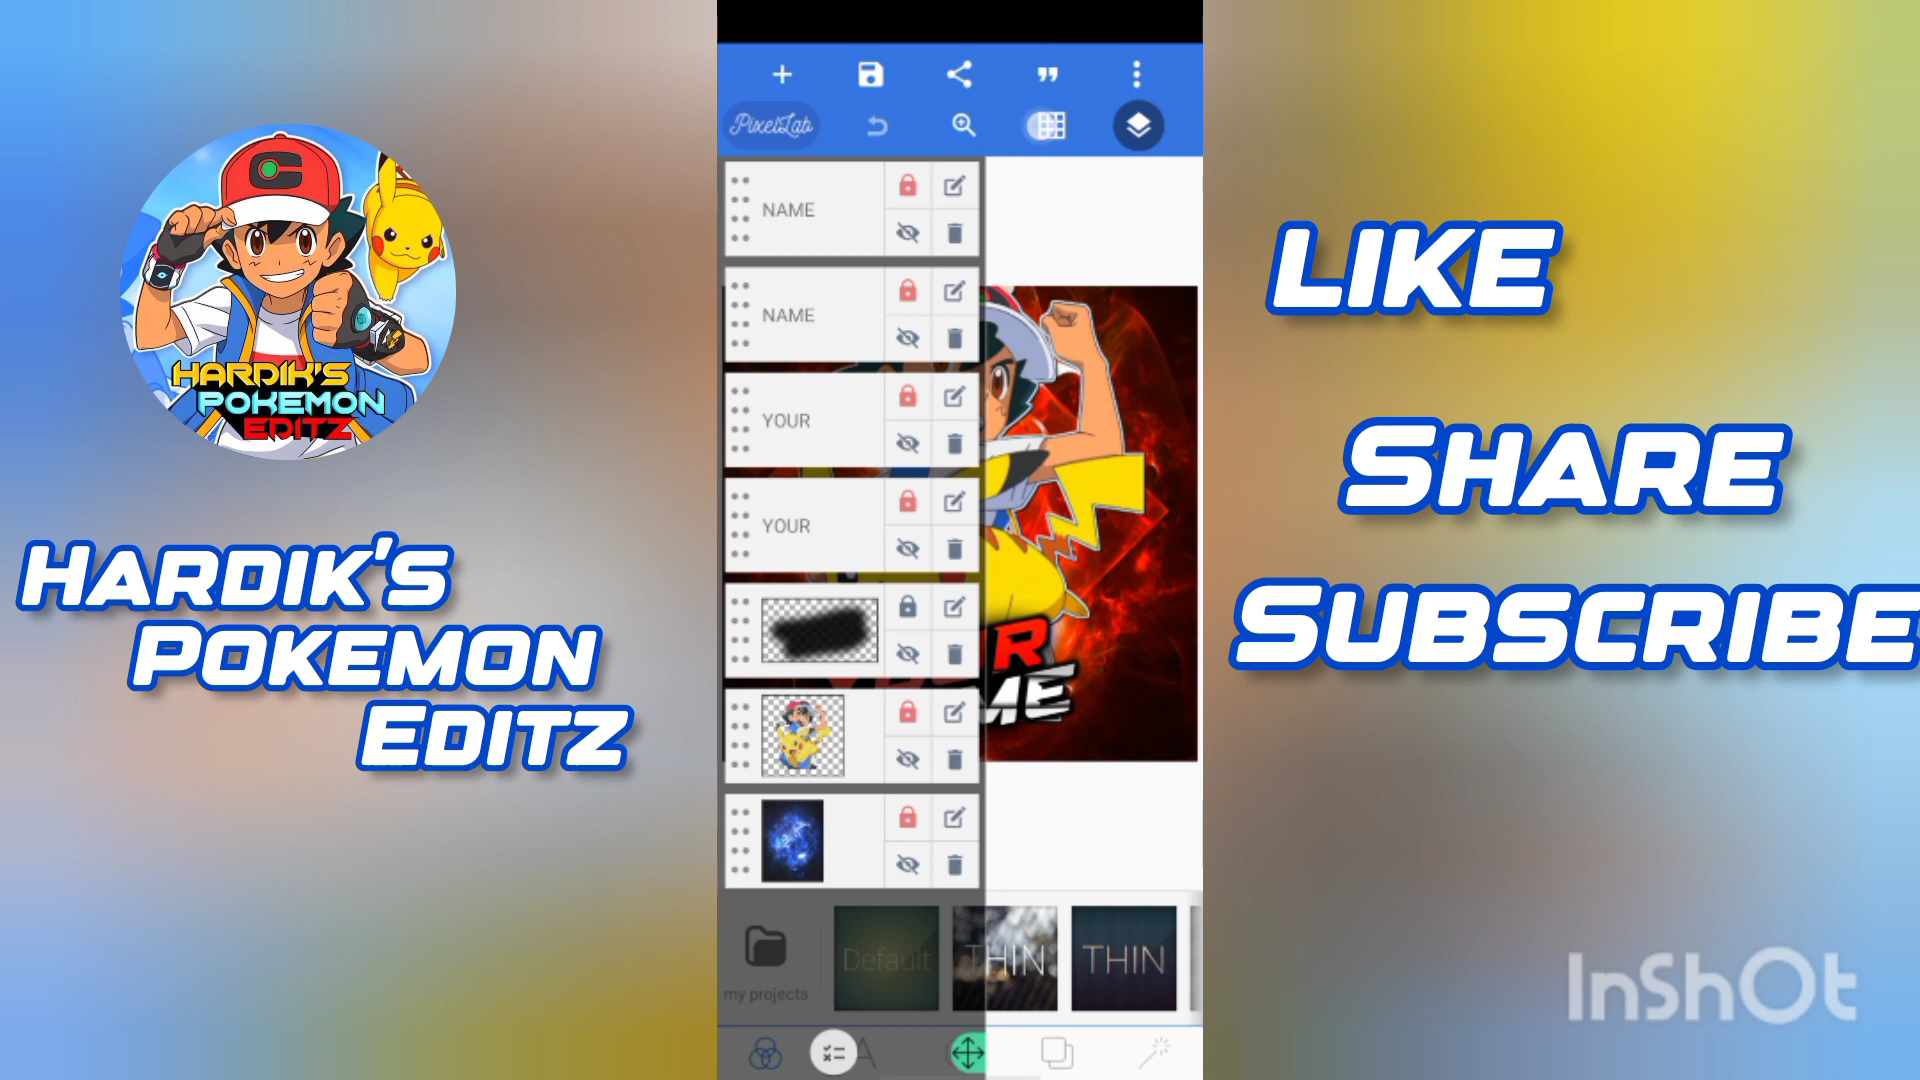 HARDIK'S
POKEMON
EDITZ
HARDIK'S
POKEMON
EDITZ
PixelLab
NAME
NAME
YOUR
YOUR
Default
THIN
THIN
my projects
LIKE
SHARE
SUBSCRIBE
InShOt